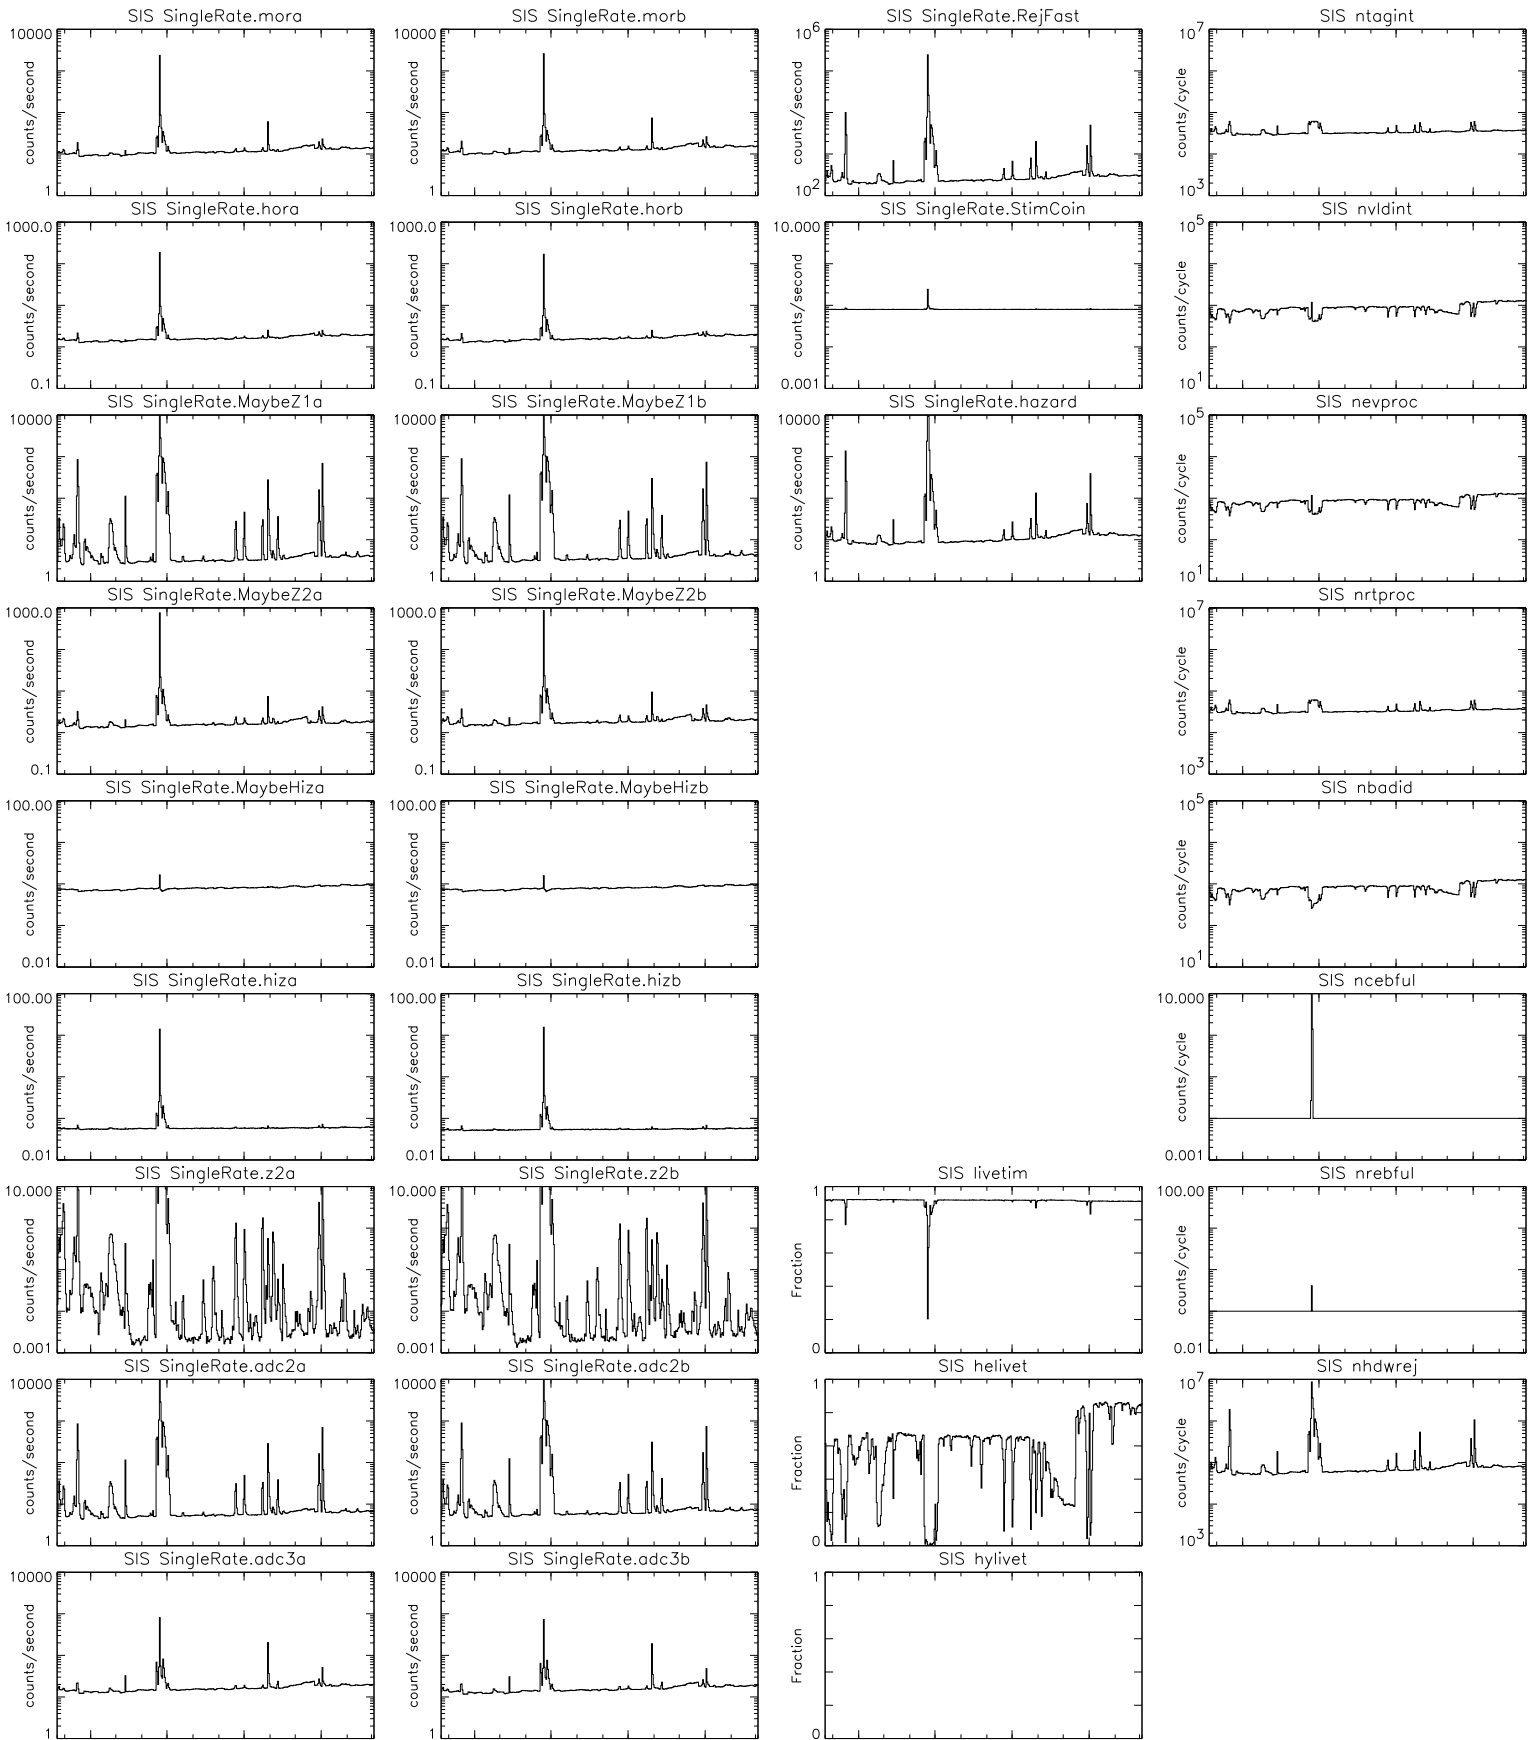 SIS SingleRate.mora
10000
counts/second
1
SIS SingleRate.morb
10000
counts/second
1
SIS SingleRate.RejFast
10^6
counts/second
10^2
SIS ntagint
10^7
counts/cycle
10^3
SIS SingleRate.hora
1000.0
counts/second
0.1
SIS SingleRate.horb
1000.0
counts/second
0.1
SIS SingleRate.StimCoin
10.000
counts/second
0.001
SIS nvldint
10^5
counts/cycle
10^1
SIS SingleRate.MaybeZ1a
10000
counts/second
1
SIS SingleRate.MaybeZ1b
10000
counts/second
1
SIS SingleRate.hazard
10000
counts/second
1
SIS nevproc
10^5
counts/cycle
10^1
SIS SingleRate.MaybeZ2a
1000.0
counts/second
0.1
SIS SingleRate.MaybeZ2b
1000.0
counts/second
0.1
SIS nrtproc
10^7
counts/cycle
10^3
SIS SingleRate.MaybeHiza
100.00
counts/second
0.01
SIS SingleRate.MaybeHizb
100.00
counts/second
0.01
SIS nbadid
10^5
counts/cycle
10^1
SIS SingleRate.hiza
100.00
counts/second
0.01
SIS SingleRate.hizb
100.00
counts/second
0.01
SIS ncebful
10.000
counts/cycle
0.001
SIS SingleRate.z2a
10.000
counts/second
0.001
SIS SingleRate.z2b
10.000
counts/second
0.001
SIS livetim
1
Fraction
0
SIS nrebful
100.00
counts/cycle
0.01
SIS SingleRate.adc2a
10000
counts/second
1
SIS SingleRate.adc2b
10000
counts/second
1
SIS helivet
1
Fraction
0
SIS nhdwrej
10^7
counts/cycle
10^3
SIS SingleRate.adc3a
10000
counts/second
1
SIS SingleRate.adc3b
10000
counts/second
1
SIS hylivet
1
Fraction
0